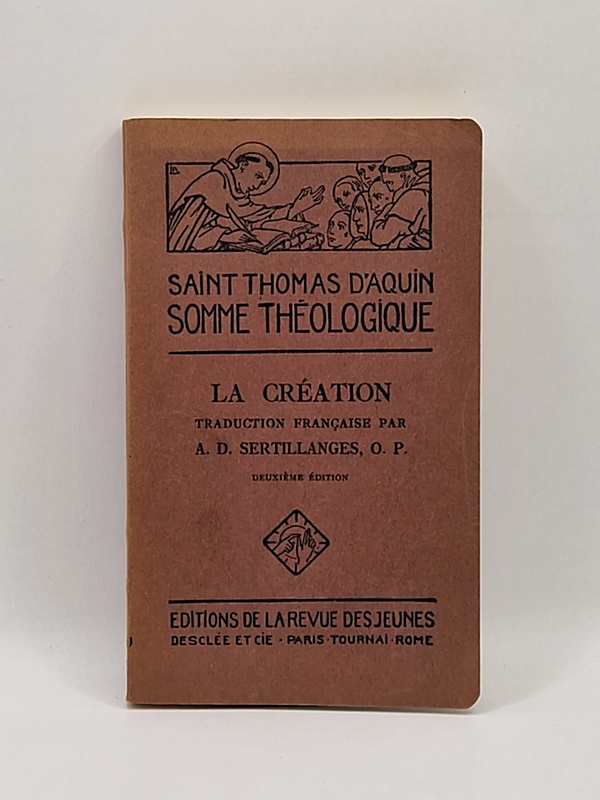 SAINT THOMAS D'AQUIN
SOMME THÉOLOGIQUE
LA CRÉATION
TRADUCTION FRANÇAISE PAR
A. D. SERTILLANGES, O. P.
DEUXIÈME ÉDITION
EDITIONS DE LA REVUE DES JEUNES
DESCLÉE ET CIE · PARIS · TOURNAI · ROME